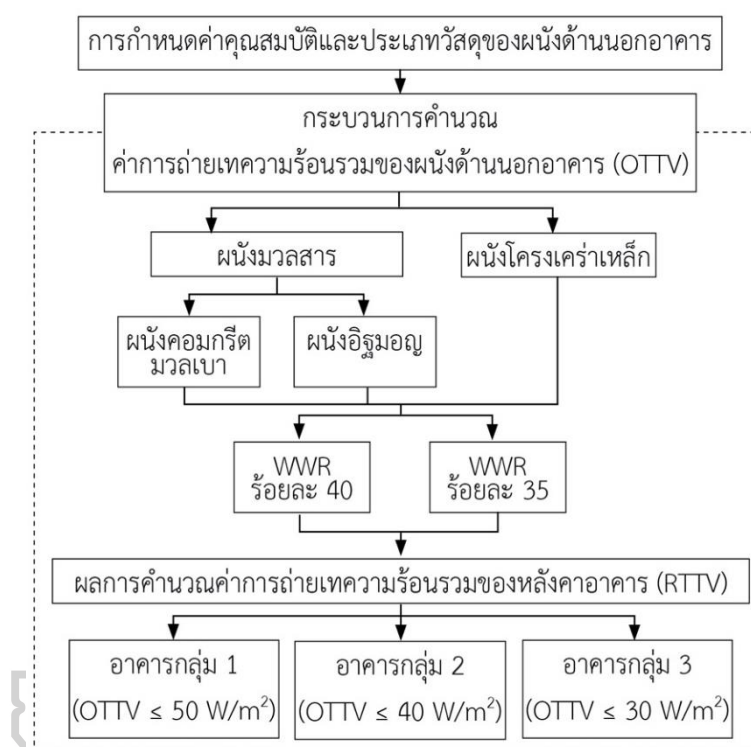 การกำหนดค่าคุณสมบัติและประเภทวัสดุของผนังด้านนอกอาคาร
กระบวนการคำนวณ
ค่าการถ่ายเทความร้อนรวมของผนังด้านนอกอาคาร (OTTV)
ผนังมวลสาร
ผนังโครงเคร่าเหล็ก
ผนังคอมกรีต
มวลเบา
ผนังอิฐมอญ
WWR
ร้อยละ 40
WWR
ร้อยละ 35
ผลการคำนวณค่าการถ่ายเทความร้อนรวมของหลังคาอาคาร (RTTV)
อาคารกลุ่ม 1
(OTTV ≤ 50 W/m²)
อาคารกลุ่ม 2
(OTTV ≤ 40 W/m²)
อาคารกลุ่ม 3
(OTTV ≤ 30 W/m²)